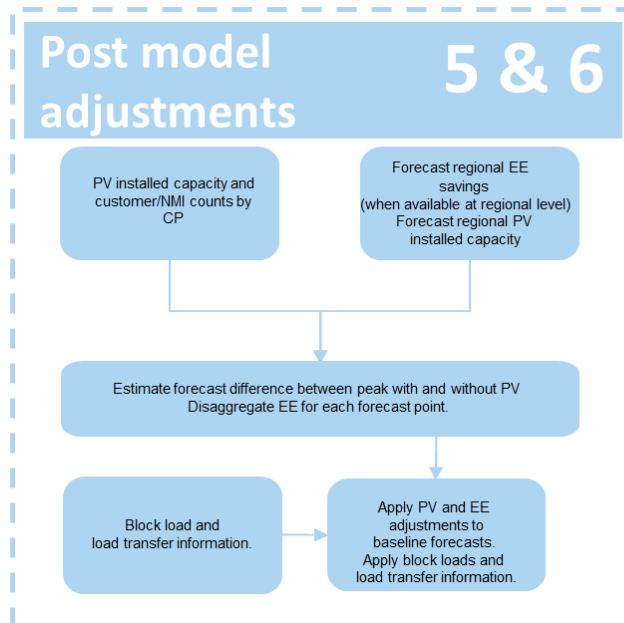 Post model
adjustments
5 & 6
PV installed capacity and
customer/NMI counts by
CP
Forecast regional EE
savings
(when available at regional level)
Forecast regional PV
installed capacity
Estimate forecast difference between peak with and without PV
Disaggregate EE for each forecast point.
Block load and
load transfer information.
Apply PV and EE
adjustments to
baseline forecasts.
Apply block loads and
load transfer information.